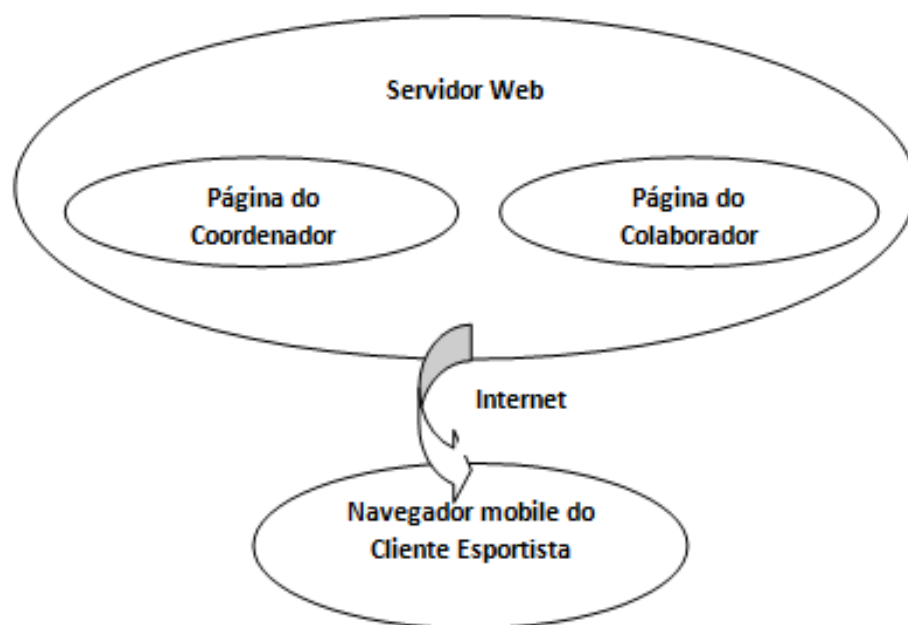 Servidor Web
Página do
Coordenador
Página do
Colaborador
Internet
Navegador mobile do
Cliente Esportista